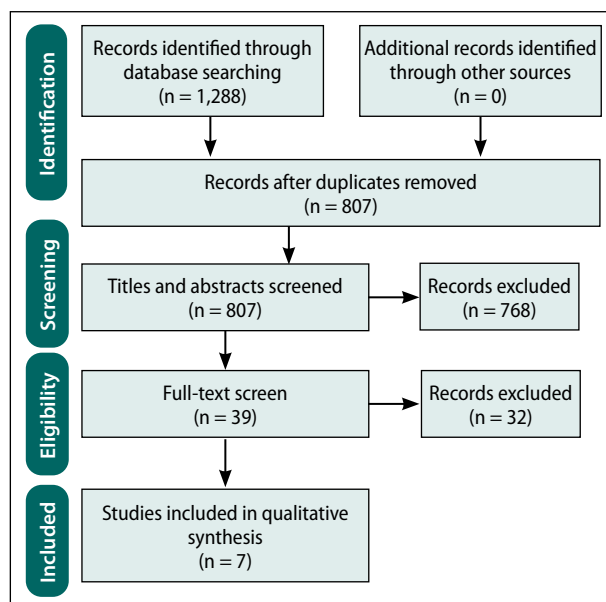 Identification
Records identified through
database searching
(n = 1,288)
Additional records identified
through other sources
(n = 0)
Records after duplicates removed
(n = 807)
Screening
Titles and abstracts screened
(n = 807)
Records excluded
(n = 768)
Eligibility
Full-text screen
(n = 39)
Records excluded
(n = 32)
Included
Studies included in qualitative
synthesis
(n = 7)